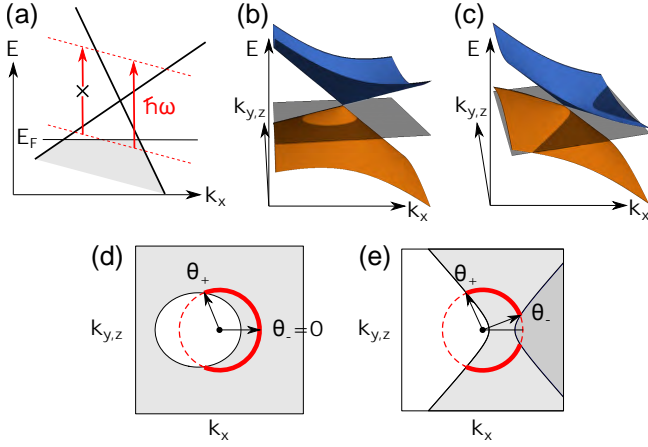 (a)
E
ħω
E_F
k_x
(b)
E
k_y,z
k_x
(c)
E
k_y,z
k_x
(d)
θ_+
θ_-=0
k_y,z
k_x
(e)
θ_+
θ_-
k_y,z
k_x